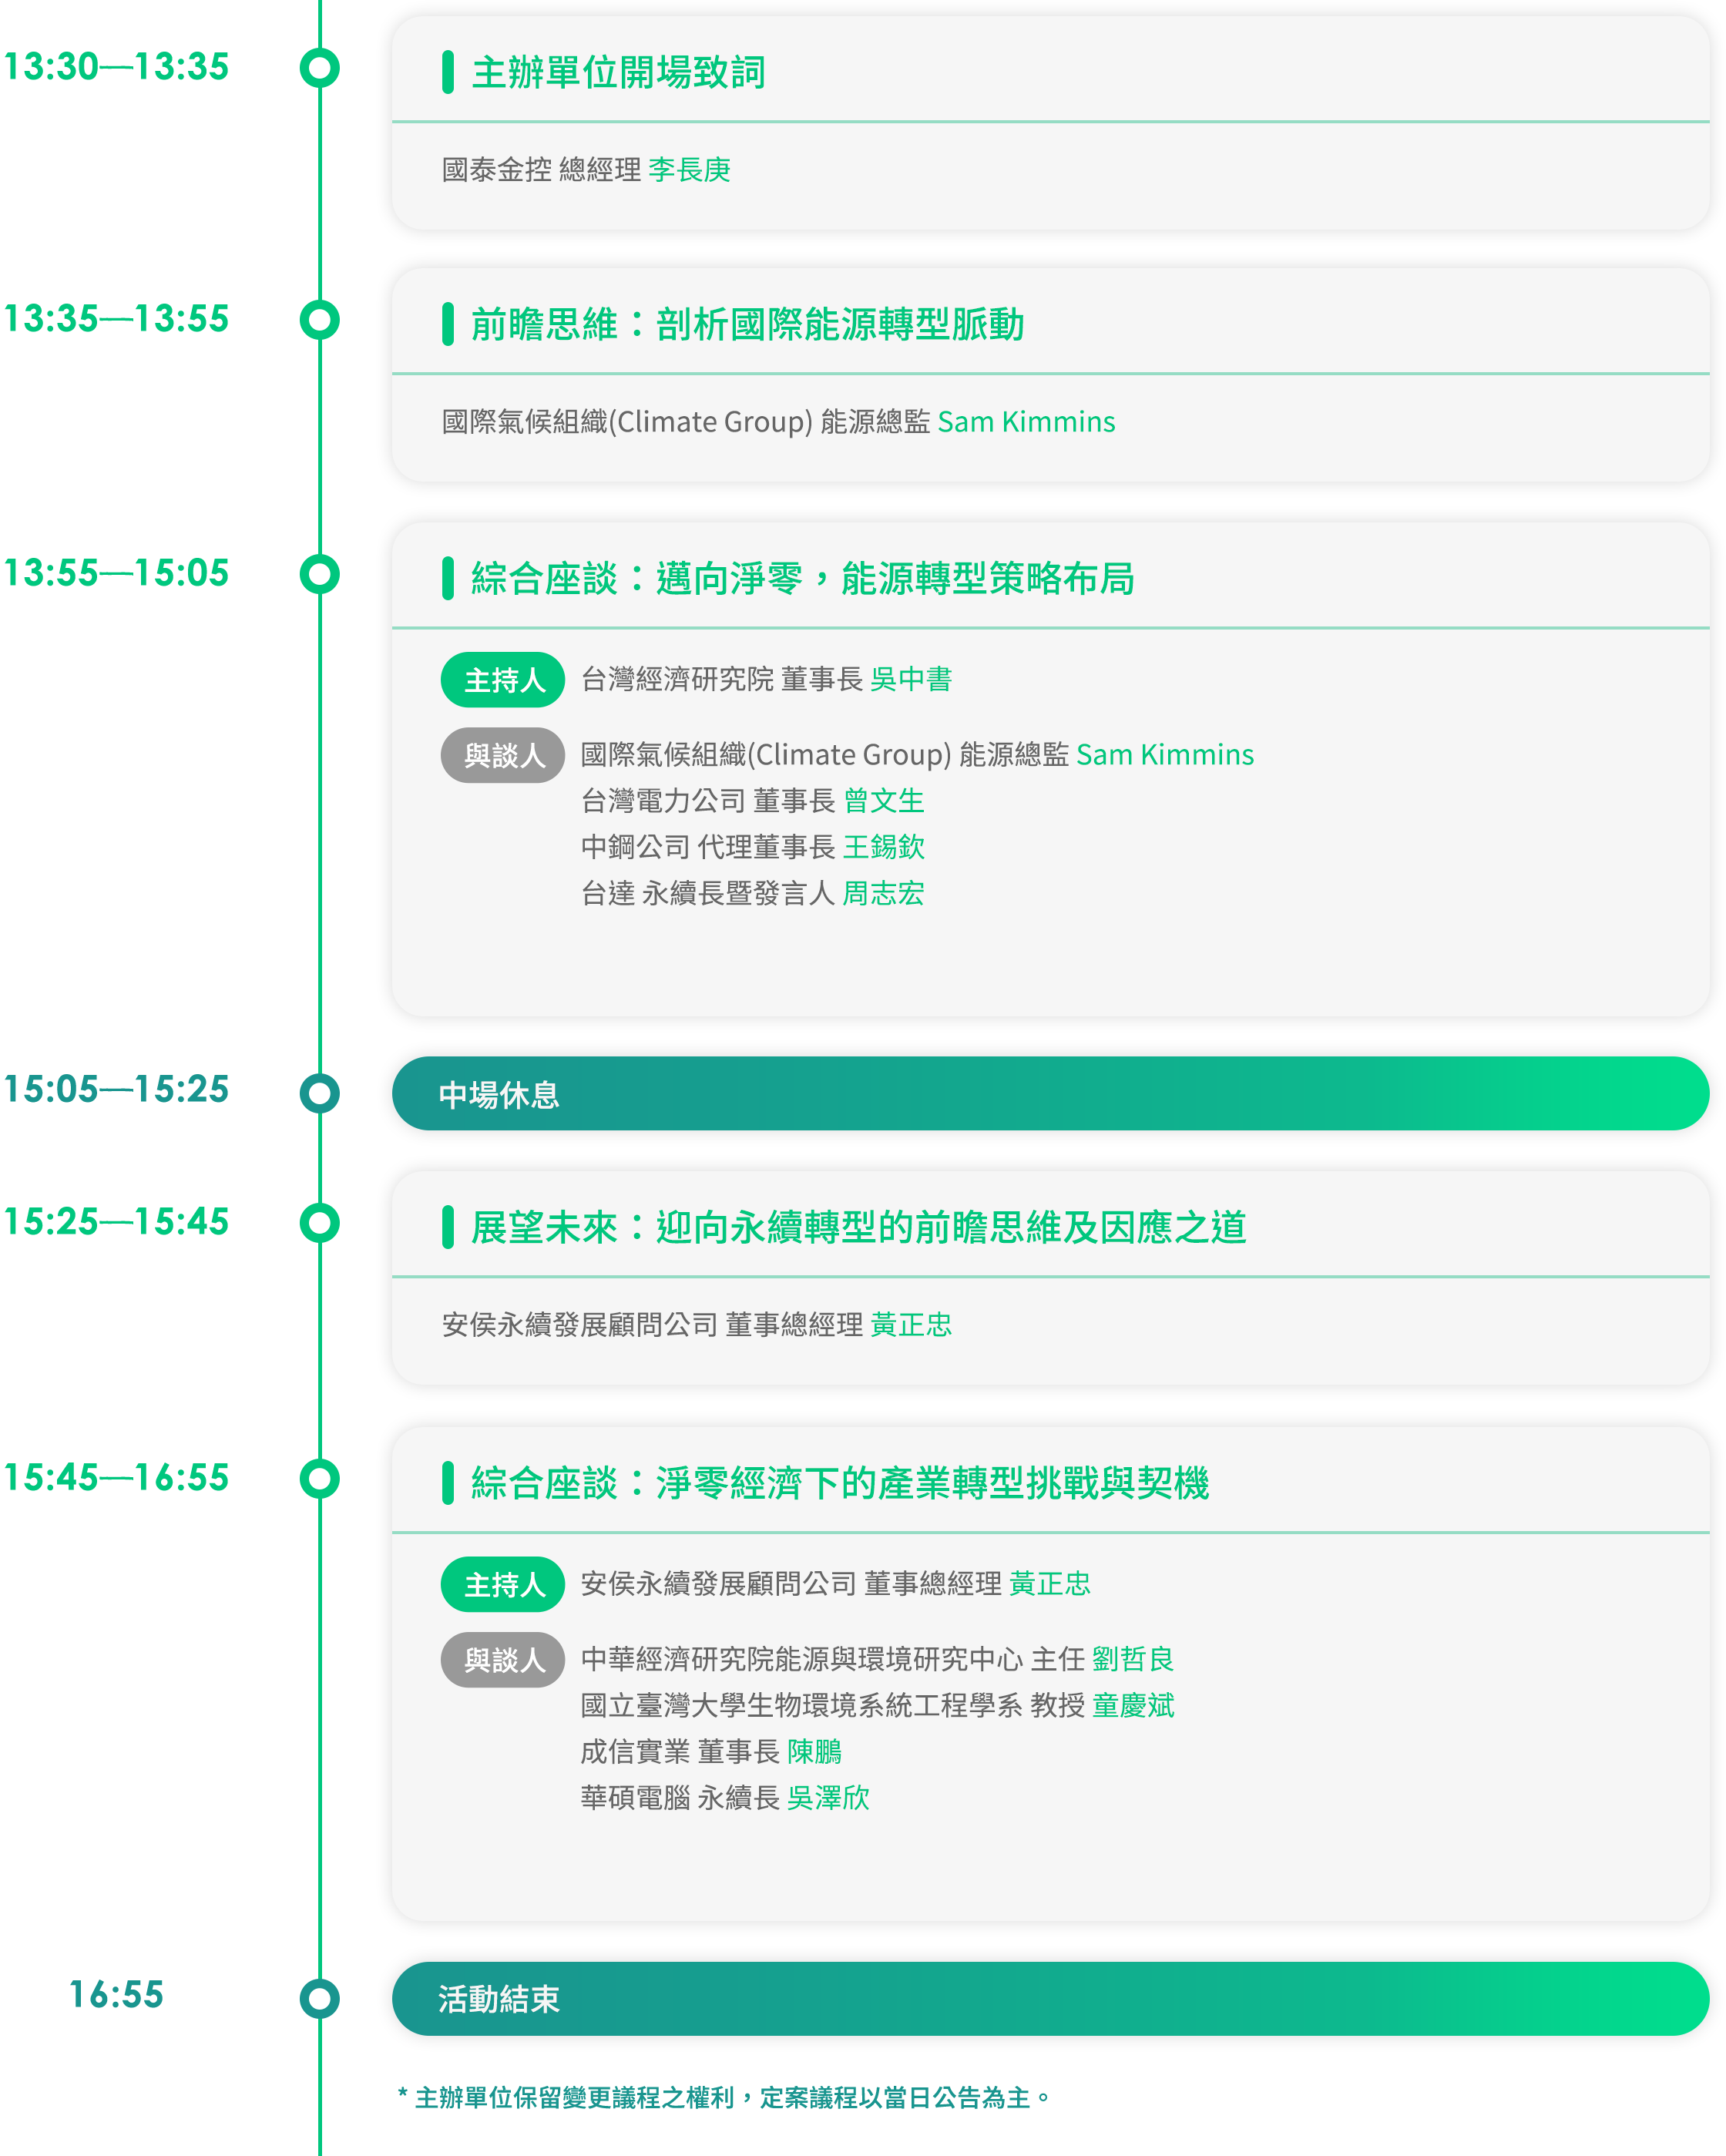 13:30—13:35
主辦單位開場致詞
國泰金控 總經理 李長庚
13:35—13:55
前瞻思維：剖析國際能源轉型脈動
國際氣候組織(Climate Group) 能源總監 Sam Kimmins
13:55—15:05
綜合座談：邁向淨零，能源轉型策略布局
主持人 台灣經濟研究院 董事長 吳中書
與談人 國際氣候組織(Climate Group) 能源總監 Sam Kimmins
台灣電力公司 董事長 曾文生
中鋼公司 代理董事長 王錫欽
台達 永續長暨發言人 周志宏
15:05—15:25
中場休息
15:25—15:45
展望未來：迎向永續轉型的前瞻思維及因應之道
安侯永續發展顧問公司 董事總經理 黃正忠
15:45—16:55
綜合座談：淨零經濟下的產業轉型挑戰與契機
主持人 安侯永續發展顧問公司 董事總經理 黃正忠
與談人 中華經濟研究院能源與環境研究中心 主任 劉哲良
國立臺灣大學生物環境系統工程學系 教授 童慶斌
成信實業 董事長 陳鵬
華碩電腦 永續長 吳澤欣
16:55
活動結束
* 主辦單位保留變更議程之權利，定案議程以當日公告為主。